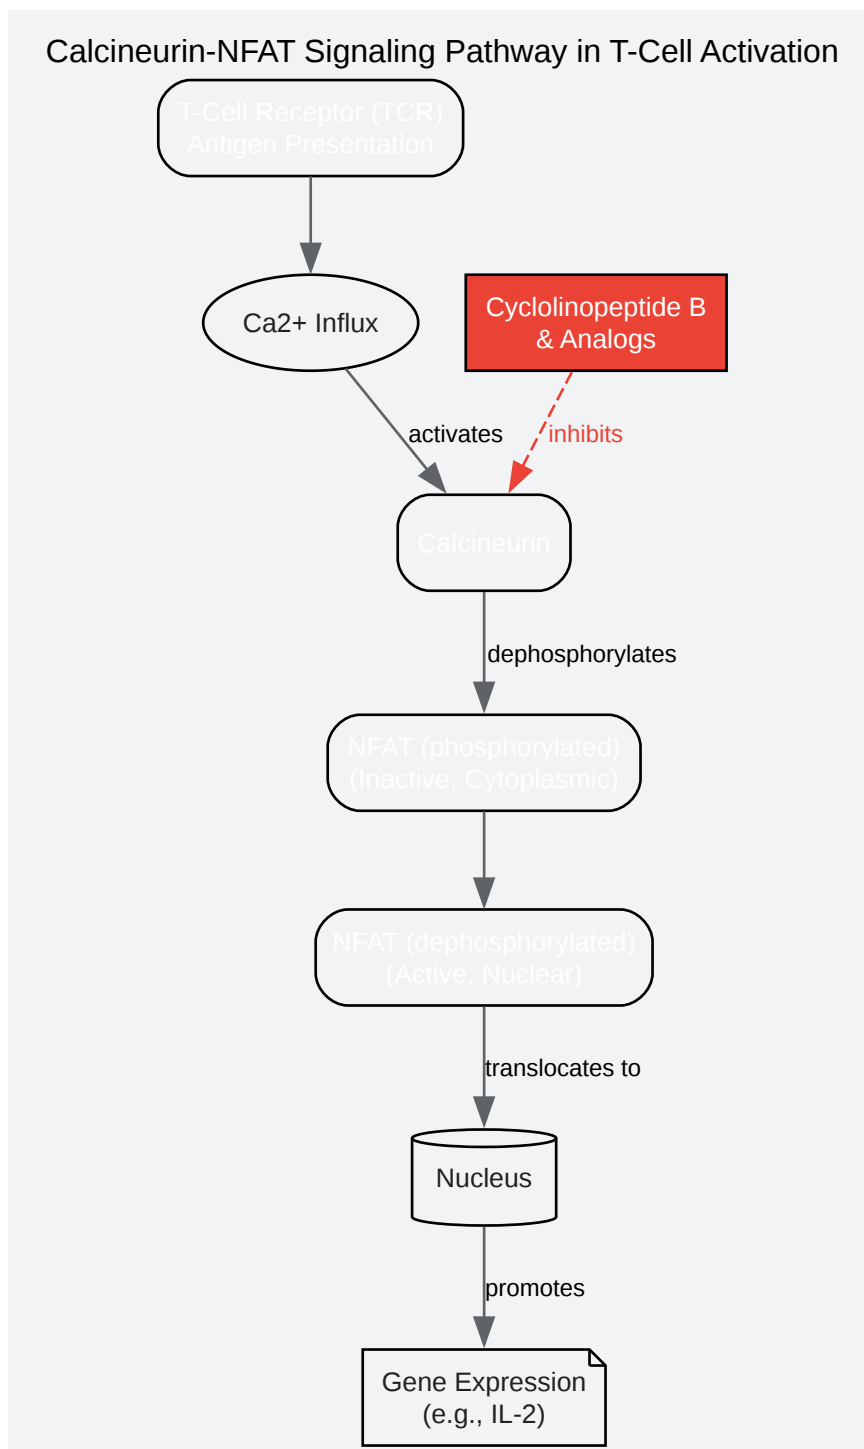 Calcineurin-NFAT Signaling Pathway in T-Cell Activation
T-Cell Receptor (TCR)
Antigen Presentation
Ca2+ Influx
Cyclolinopeptide B
& Analogs
activates
inhibits
Calcineurin
dephosphorylates
NFAT (phosphorylated)
(Inactive, Cytoplasmic)
NFAT (dephosphorylated)
(Active, Nuclear)
translocates to
Nucleus
promotes
Gene Expression
(e.g., IL-2)